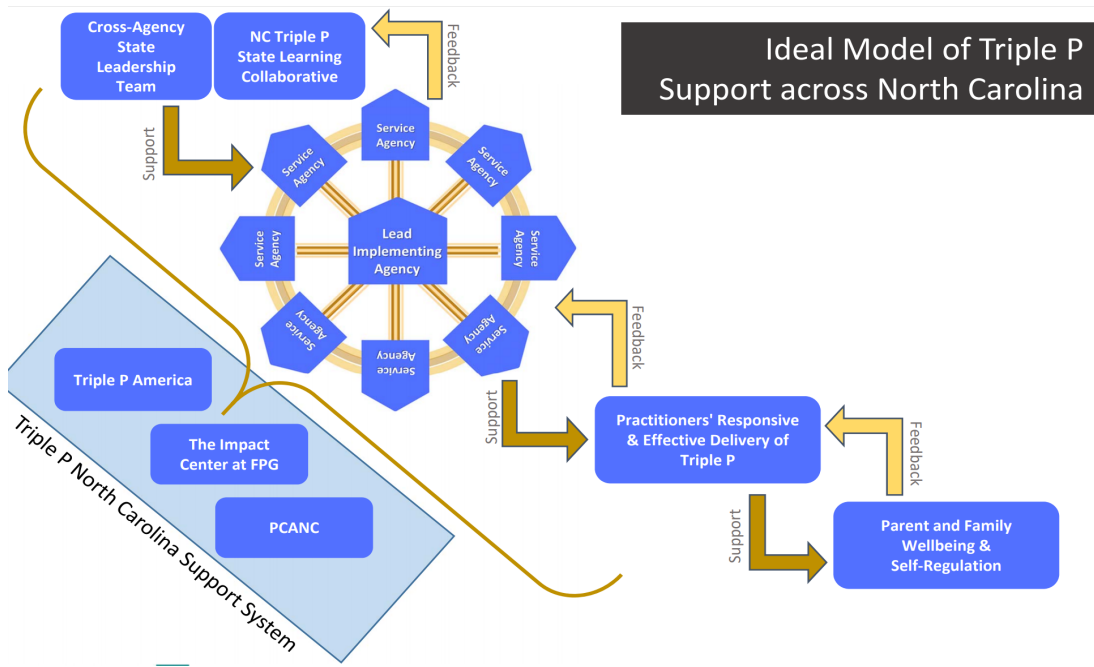 Cross-Agency
State
Leadership
Team
NC Triple P
State Learning
Collaborative
Feedback
Ideal Model of Triple P
Support across North Carolina
Support
Service
Agency
Service
Agency
Service
Agency
Service
Agency
Lead
Implementing
Agency
Service
Agency
Service
Agency
Service
Agency
Service
Agency
Feedback
Triple P America
Support
Practitioners' Responsive
& Effective Delivery of
Triple P
Feedback
The Impact
Center at FPG
PCANC
Triple P North Carolina Support System
Support
Parent and Family
Wellbeing &
Self-Regulation